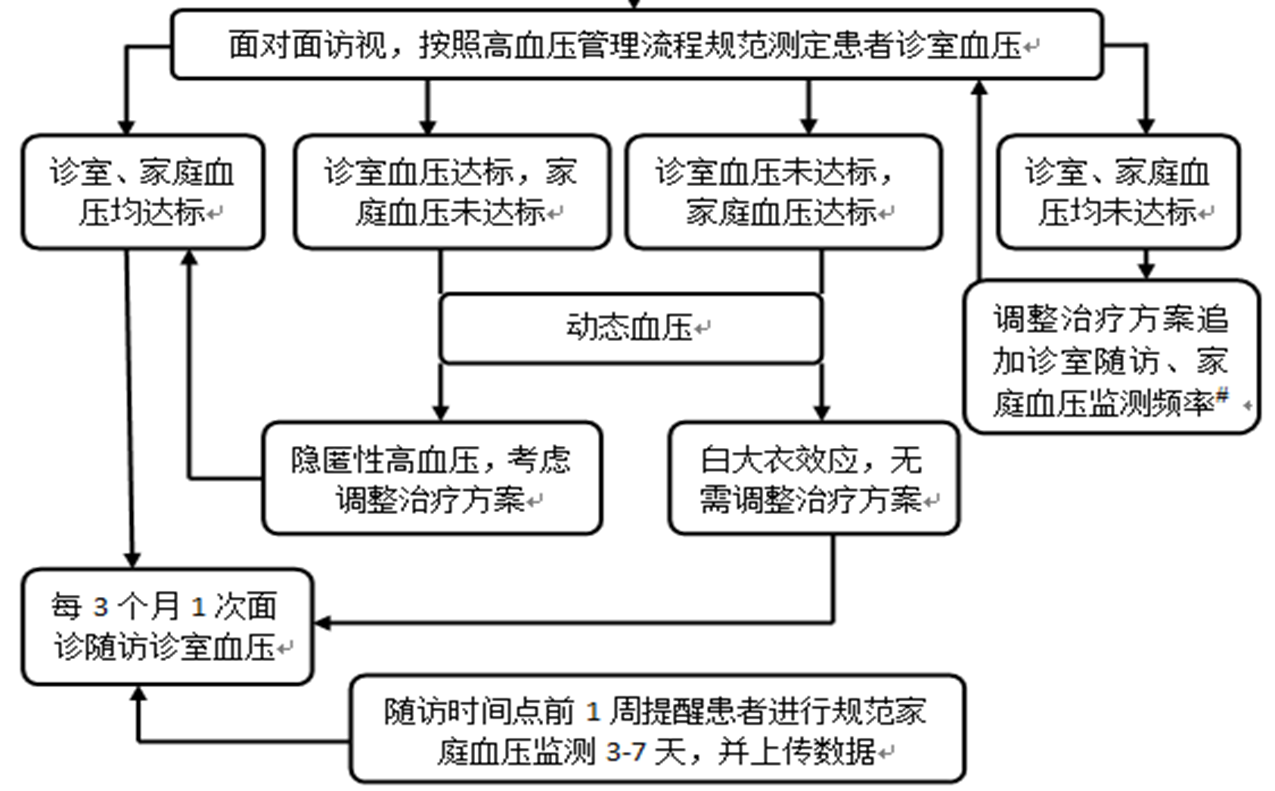 面对面访视，按照高血压管理流程规范测定患者诊室血压
诊室、家庭血
压均达标
诊室血压达标，家
庭血压未达标
诊室血压未达标，
家庭血压达标
诊室、家庭血
压均未达标
动态血压
调整治疗方案追
加诊室随访、家
庭血压监测频率#
隐匿性高血压，考虑
调整治疗方案
白大衣效应，无
需调整治疗方案
每 3 个月 1 次面
诊随访诊室血压
随访时间点前 1 周提醒患者进行规范家
庭血压监测 3-7 天，并上传数据